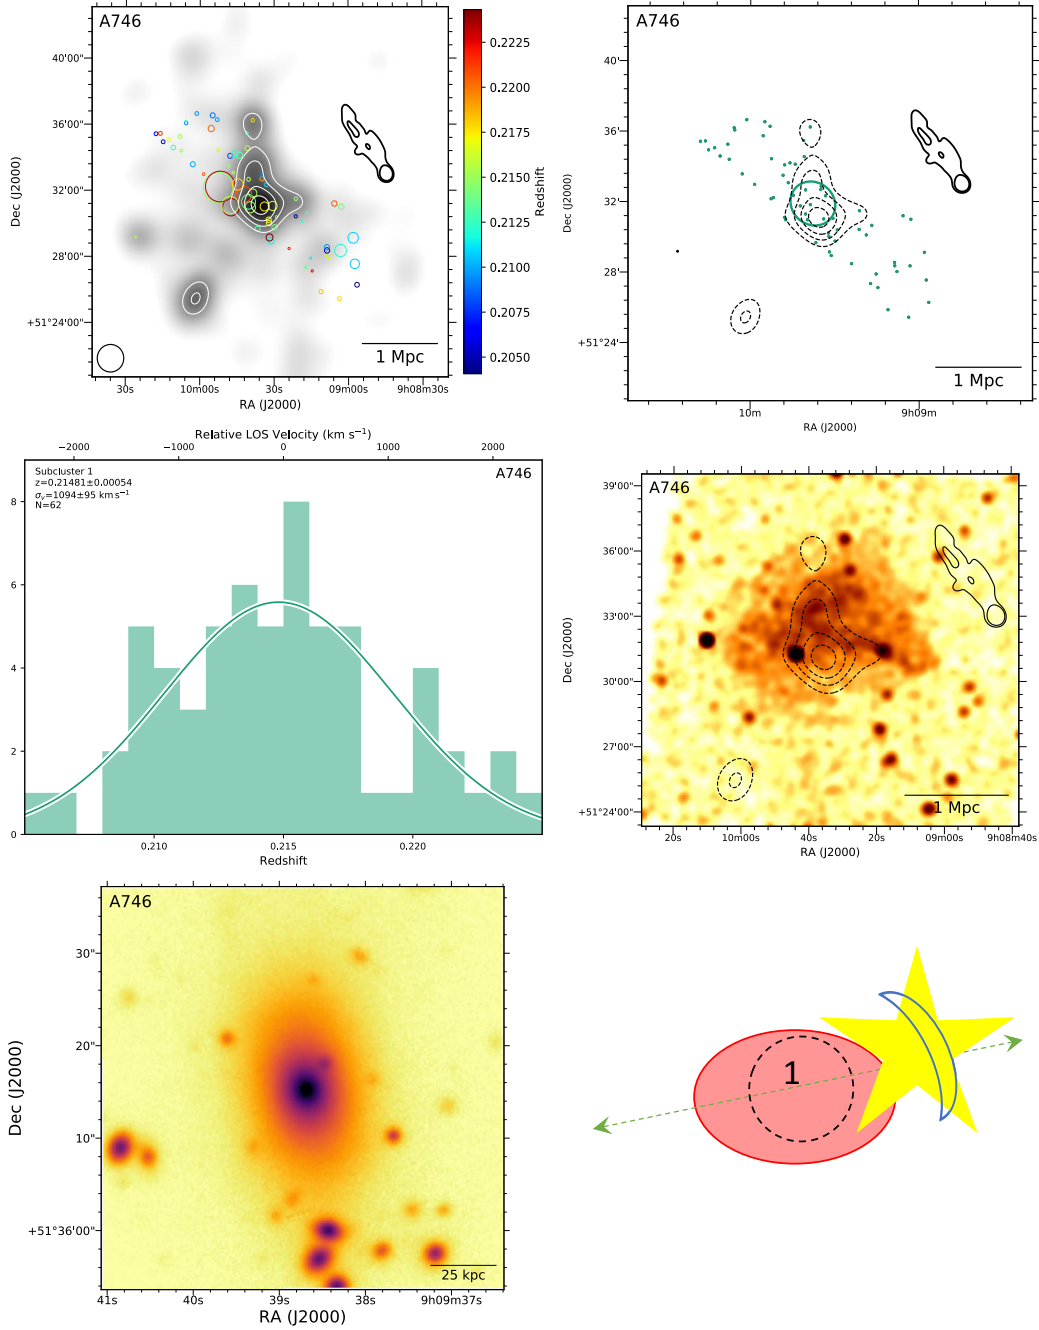 A746
40'00"
36'00"
32'00"
28'00"
+51°24'00"
Dec (J2000)
30s
10m00s
30s
09m00s
9h08m30s
RA (J2000)
1 Mpc
0.2225
0.2200
0.2175
0.2150
0.2125
0.2100
0.2075
0.2050
Redshift
A746
40'
36'
32'
28'
+51°24'
Dec (J2000)
10m
9h09m
RA (J2000)
1 Mpc
Relative LOS Velocity (km s⁻¹)
−2000
−1000
0
1000
2000
Subcluster 1
z=0.21481±0.00054
σᵥ=1094±95 km s⁻¹
N=62
A746
8
6
4
2
0
0.210
0.215
0.220
Redshift
A746
39'00"
36'00"
33'00"
30'00"
27'00"
+51°24'00"
Dec (J2000)
20s
10m00s
40s
20s
09m00s
9h08m40s
RA (J2000)
1 Mpc
A746
30"
20"
10"
+51°36'00"
Dec (J2000)
41s
40s
39s
38s
9h09m37s
RA (J2000)
25 kpc
1